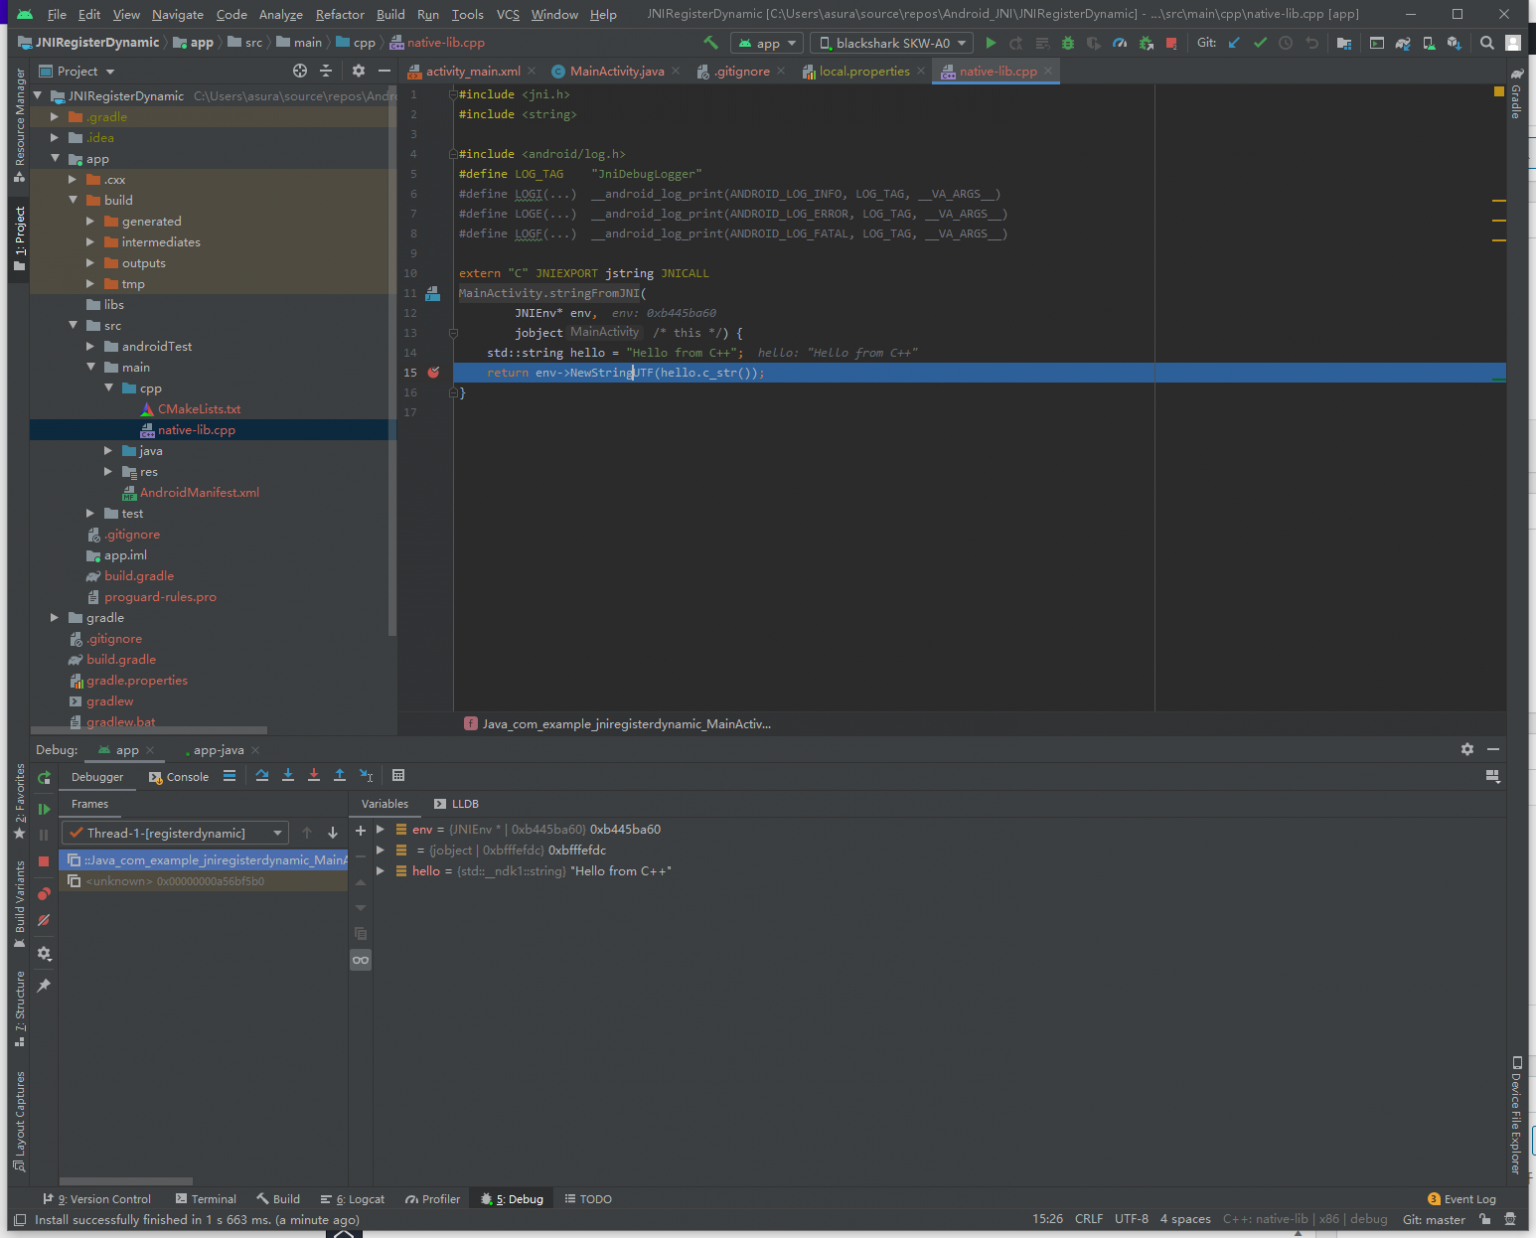 File Edit View Navigate Code Analyze Refactor Build Run Tools VCS Window Help JNIRegisterDynamic [C:\Users\asura\source\repos\Android_JNI\JNIRegisterDynamic] - ...\src\main\cpp\native-lib.cpp [app]
JNIRegisterDynamic app src main cpp native-lib.cpp app blackshark SKW-A0 Git:
Project activity_main.xml MainActivity.java .gitignore local.properties native-lib.cpp
JNIRegisterDynamic C:\Users\asura\source\repos\Andro
.gradle
.idea
app
.cxx
build
generated
intermediates
outputs
tmp
libs
src
androidTest
main
cpp
CMakeLists.txt
native-lib.cpp
java
res
AndroidManifest.xml
test
.gitignore
app.iml
build.gradle
proguard-rules.pro
gradle
.gitignore
build.gradle
gradle.properties
gradlew
gradlew.bat
1 #include <jni.h>
2 #include <string>
3
4 #include <android/log.h>
5 #define LOG_TAG "JniDebugLogger"
6 #define LOGI(...) __android_log_print(ANDROID_LOG_INFO, LOG_TAG, __VA_ARGS__)
7 #define LOGE(...) __android_log_print(ANDROID_LOG_ERROR, LOG_TAG, __VA_ARGS__)
8 #define LOGF(...) __android_log_print(ANDROID_LOG_FATAL, LOG_TAG, __VA_ARGS__)
9
10 extern "C" JNIEXPORT jstring JNICALL
11 MainActivity.stringFromJNI(
12 JNIEnv* env, env: 0xb445ba60
13 jobject MainActivity /* this */) {
14 std::string hello = "Hello from C++"; hello: "Hello from C++"
15 return env->NewStringUTF(hello.c_str());
16 }
17
Java_com_example_jniregisterdynamic_MainActiv...
Resource Manager
1: Project
2: Favorites
Build Variants
7: Structure
Layout Captures
Gradle
Device File Explorer
Debug: app app-java
Debugger Console
Frames Variables LLDB
Thread-1-[registerdynamic]
::Java_com_example_jniregisterdynamic_MainA
<unknown> 0x00000000a56bf5b0
env = (JNIEnv * | 0xb445ba60) 0xb445ba60
= (jobject | 0xbfffefdc) 0xbfffefdc
hello = (std::__ndk1::string) "Hello from C++"
9: Version Control Terminal Build 6: Logcat Profiler 5: Debug TODO 3 Event Log
Install successfully finished in 1 s 663 ms. (a minute ago) 15:26 CRLF UTF-8 4 spaces C++: native-lib | x86 | debug Git: master